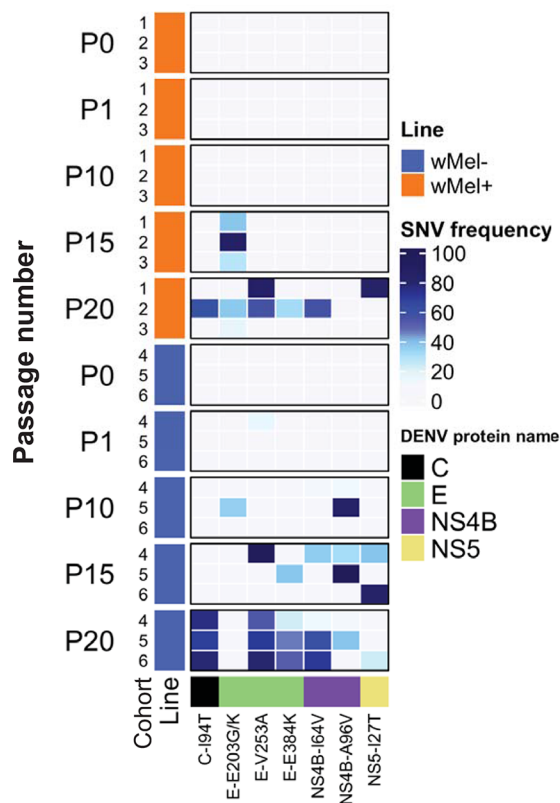 Passage number
P0
1
2
3
P1
1
2
3
P10
1
2
3
P15
1
2
3
P20
1
2
3
P0
4
5
6
P1
4
5
6
P10
4
5
6
P15
4
5
6
P20
4
5
6
Cohort
Line
C-I94T
E-E203G/K
E-V253A
E-E384K
NS4B-I64V
NS4B-A96V
NS5-I27T
Line
wMel-
wMel+
SNV frequency
100
80
60
40
20
0
DENV protein name
C
E
NS4B
NS5